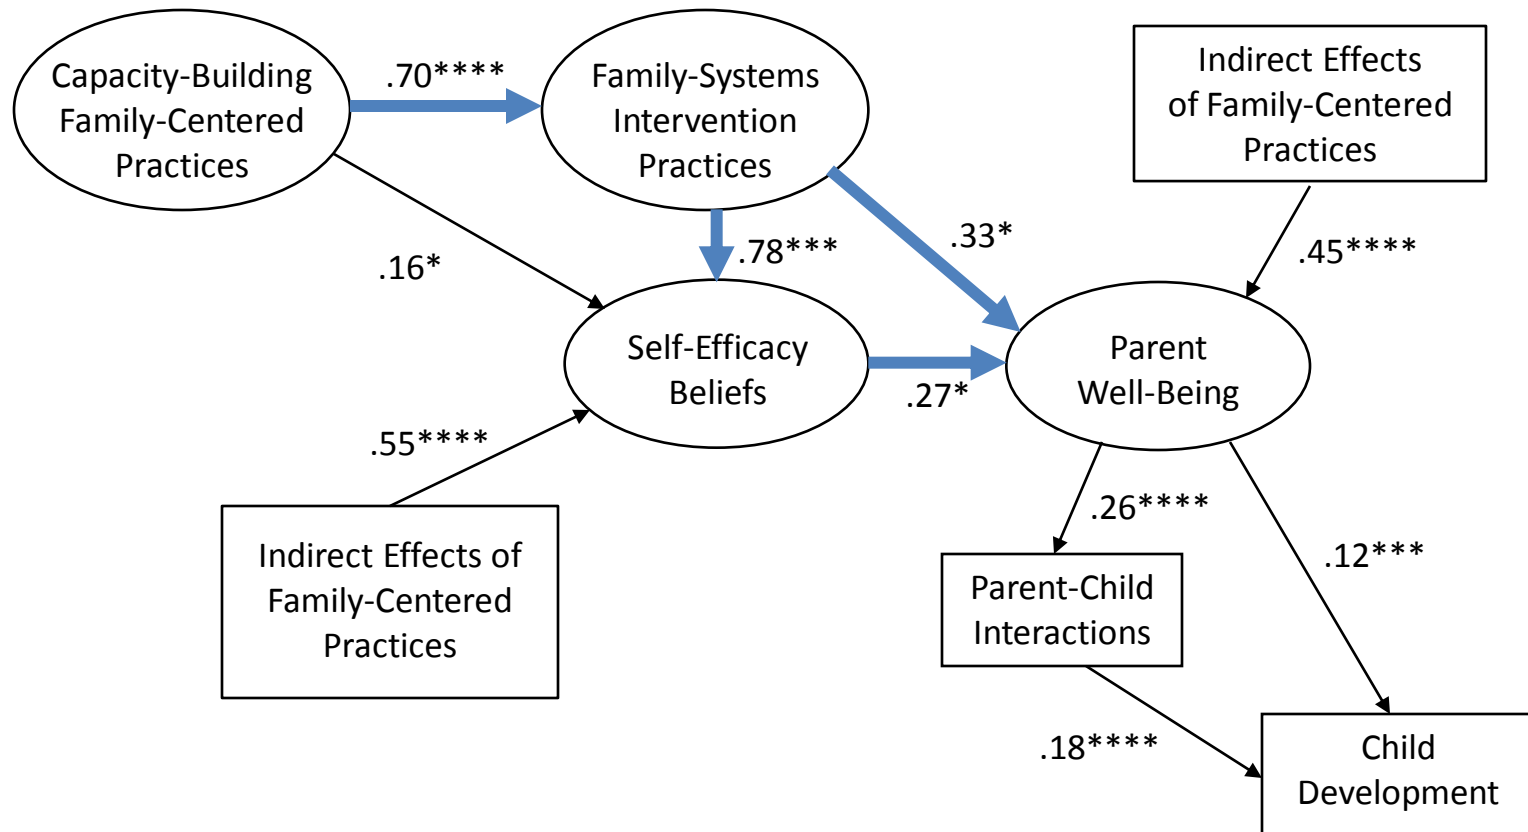 Capacity-Building
Family-Centered
Practices
.70****
Family-Systems
Intervention
Practices
Indirect Effects
of Family-Centered
Practices
.16*
.78***
.33*
.45****
Self-Efficacy
Beliefs
.27*
Parent
Well-Being
.55****
Indirect Effects of
Family-Centered
Practices
.26****
.12***
Parent-Child
Interactions
.18****
Child
Development